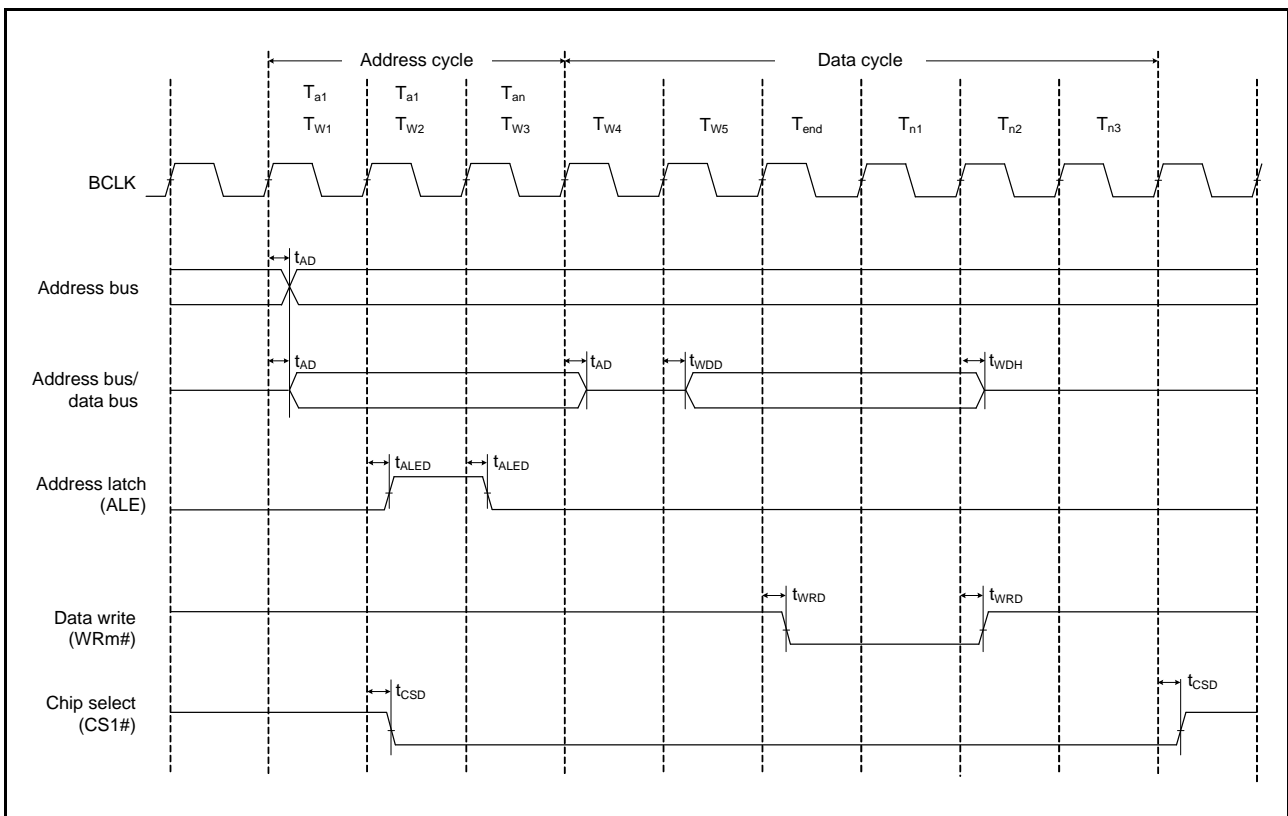 Address cycle Data cycle
Ta1 Ta1 Tan
TW1 TW2 TW3 TW4 TW5 Tend Tn1 Tn2 Tn3
BCLK
tAD
Address bus
tAD tAD tWDD tWDH
Address bus/
data bus
tALED tALED
Address latch
(ALE)
tWRD tWRD
Data write
(WRm#)
tCSD tCSD
Chip select
(CS1#)